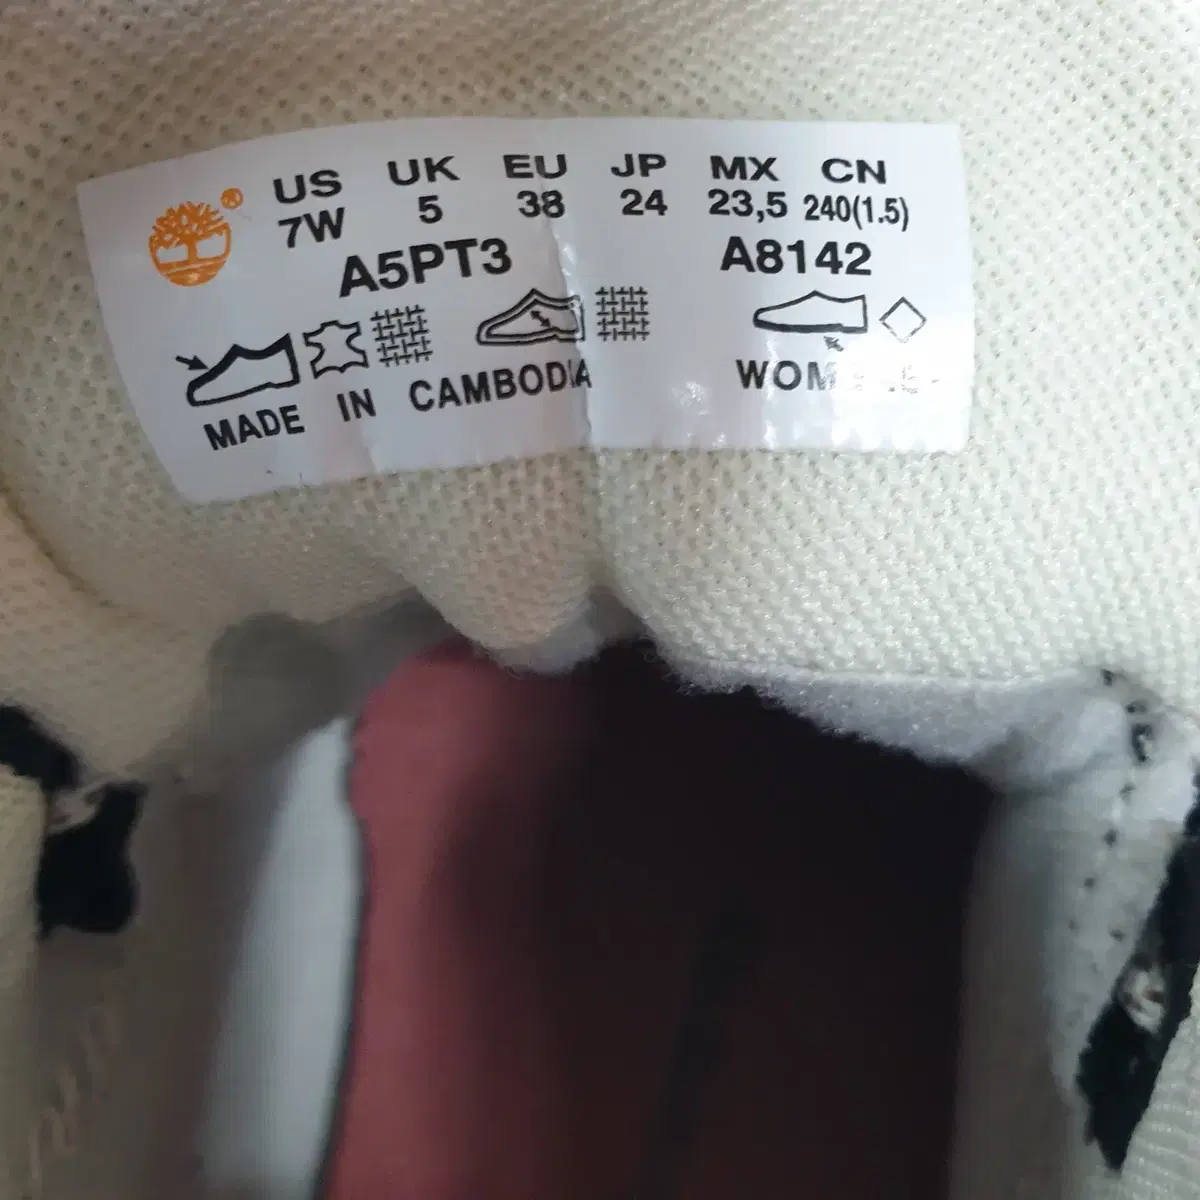 US UK EU JP MX CN
7W 5 38 24 23,5 240(1.5)
A5PT3 A8142
MADE IN CAMBODIA